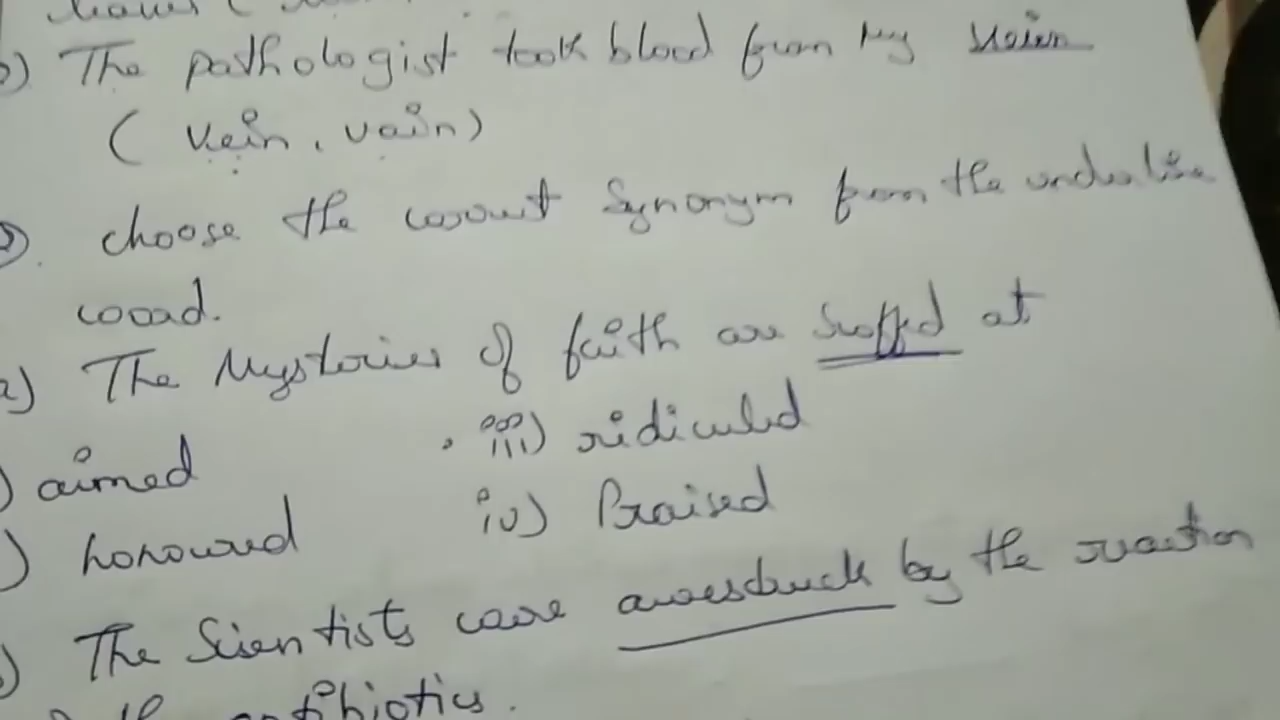 b) The pathologist took blood from my vein
( vein, vain)
choose the correct Synonym from the underline
word.
a) The Mysteries of faith are Scoffed at
) aimed
iii) ridiculed
) honoured
iv) Praised
) The Scientists were awestruck by the reaction
antibiotics.